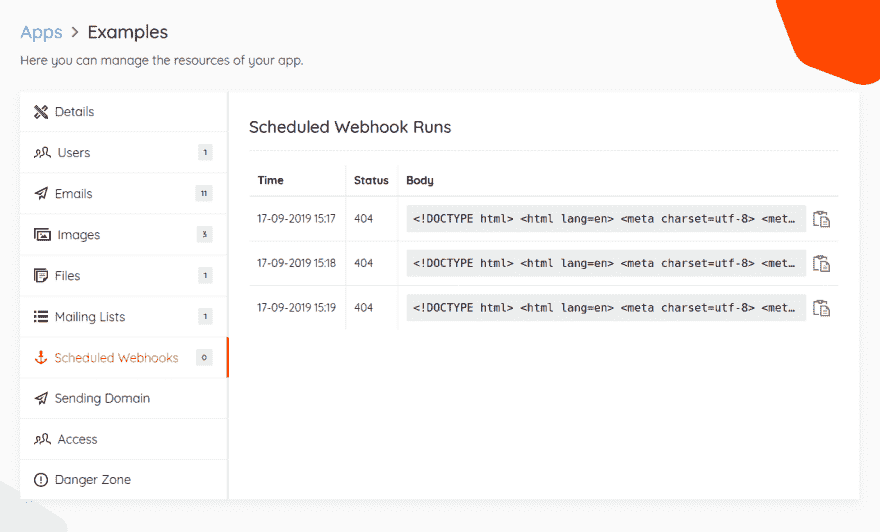 Apps > Examples
Here you can manage the resources of your app.
Details
Users 1
Emails 11
Images 3
Files 1
Mailing Lists 1
Scheduled Webhooks 0
Sending Domain
Access
Danger Zone
Scheduled Webhook Runs
Time Status Body
17-09-2019 15:17 404 <!DOCTYPE html> <html lang=en> <meta charset=utf-8> <met…
17-09-2019 15:18 404 <!DOCTYPE html> <html lang=en> <meta charset=utf-8> <met…
17-09-2019 15:19 404 <!DOCTYPE html> <html lang=en> <meta charset=utf-8> <met…